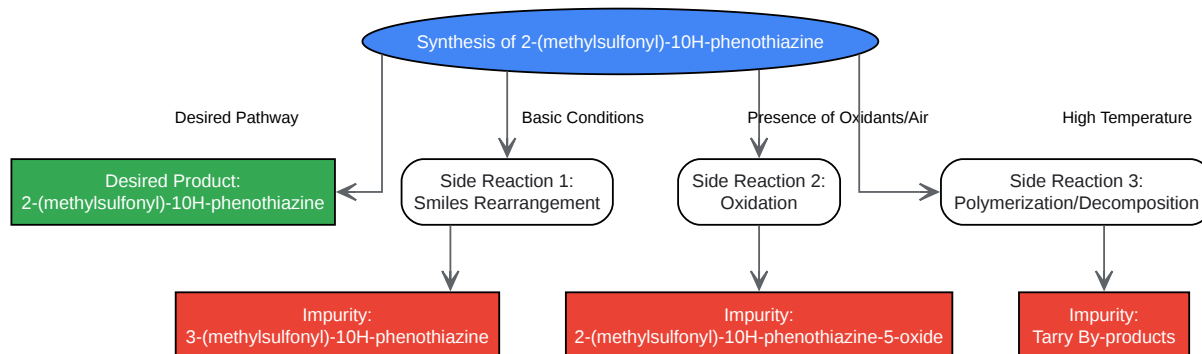 Synthesis of 2-(methylsulfonyl)-10H-phenothiazine
Desired Pathway
Basic Conditions
Presence of Oxidants/Air
High Temperature
Desired Product:
2-(methylsulfonyl)-10H-phenothiazine
Side Reaction 1:
Smiles Rearrangement
Side Reaction 2:
Oxidation
Side Reaction 3:
Polymerization/Decomposition
Impurity:
3-(methylsulfonyl)-10H-phenothiazine
Impurity:
2-(methylsulfonyl)-10H-phenothiazine-5-oxide
Impurity:
Tarry By-products